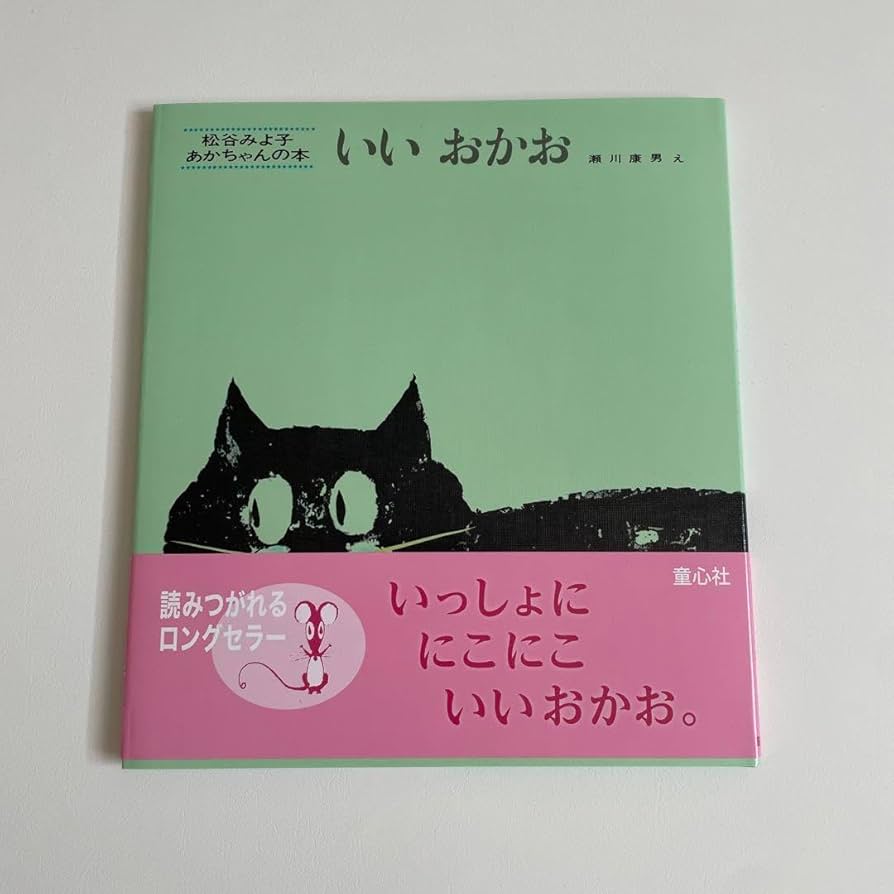 松谷みよ子
あかちゃんの本
いい おかお
瀬川康男 え
童心社
読みつがれる
ロングセラー
いっしょに
にこにこ
いいおかお。